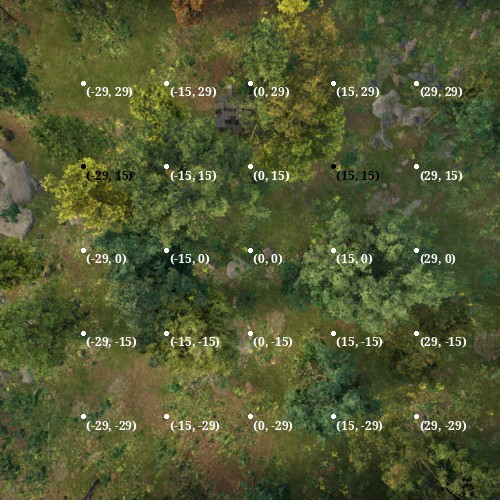 (-29, 29) (-15, 29) (0, 29) (15, 29) (29, 29)
(-29, 15) (-15, 15) (0, 15) (15, 15) (29, 15)
(-29, 0) (-15, 0) (0, 0) (15, 0) (29, 0)
(-29, -15) (-15, -15) (0, -15) (15, -15) (29, -15)
(-29, -29) (-15, -29) (0, -29) (15, -29) (29, -29)